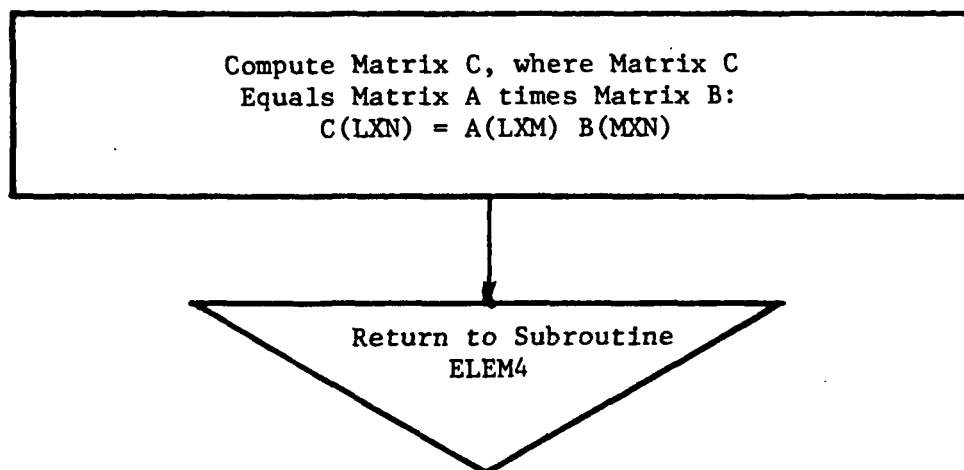 Compute Matrix C, where Matrix C
Equals Matrix A times Matrix B:
C(LXN) = A(LXM) B(MXN)
Return to Subroutine
ELEM4